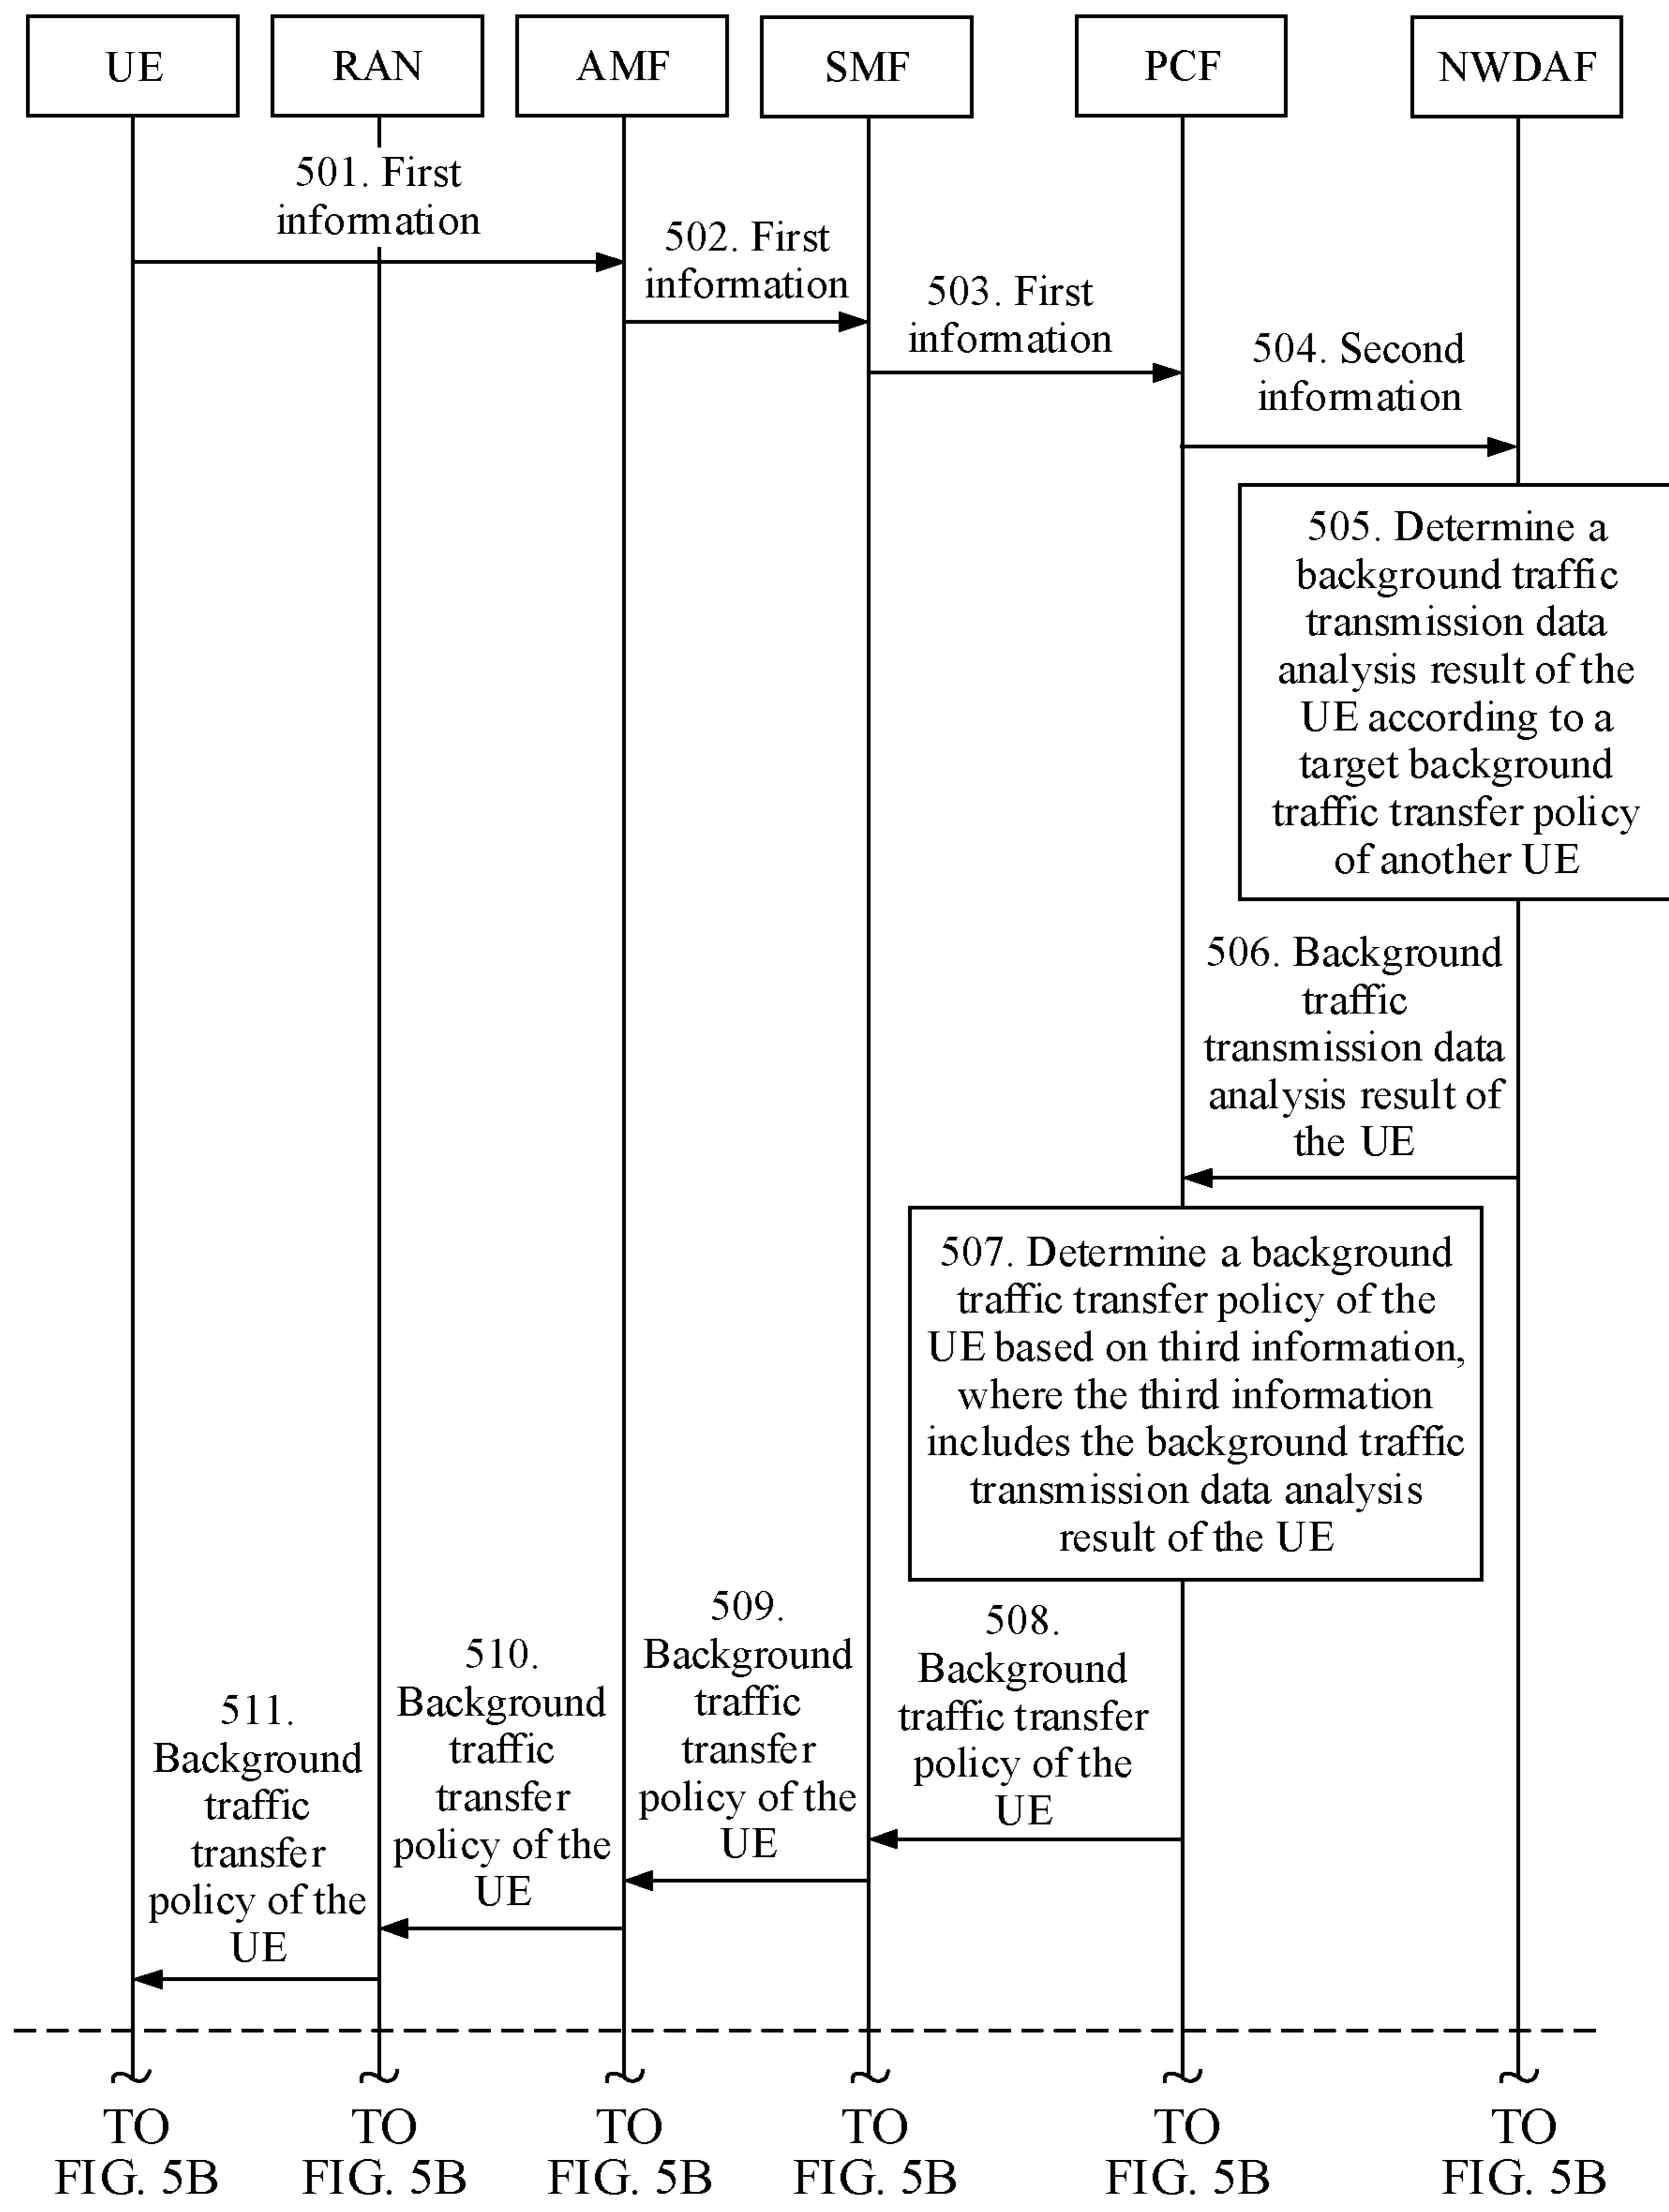 UE
RAN
AMF
SMF
PCF
NWDAF
501. First
information
502. First
information
503. First
information
504. Second
information
505. Determine a
background traffic
transmission data
analysis result of the
UE according to a
target background
traffic transfer policy
of another UE
506. Background
traffic
transmission data
analysis result of
the UE
507. Determine a background
traffic transfer policy of the
UE based on third information,
where the third information
includes the background traffic
transmission data analysis
result of the UE
508.
Background
traffic transfer
policy of the
UE
509.
Background
traffic
transfer
policy of the
UE
510.
Background
traffic
transfer
policy of the
UE
511.
Background
traffic
transfer
policy of the
UE
TO
FIG. 5B
TO
FIG. 5B
TO
FIG. 5B
TO
FIG. 5B
TO
FIG. 5B
TO
FIG. 5B